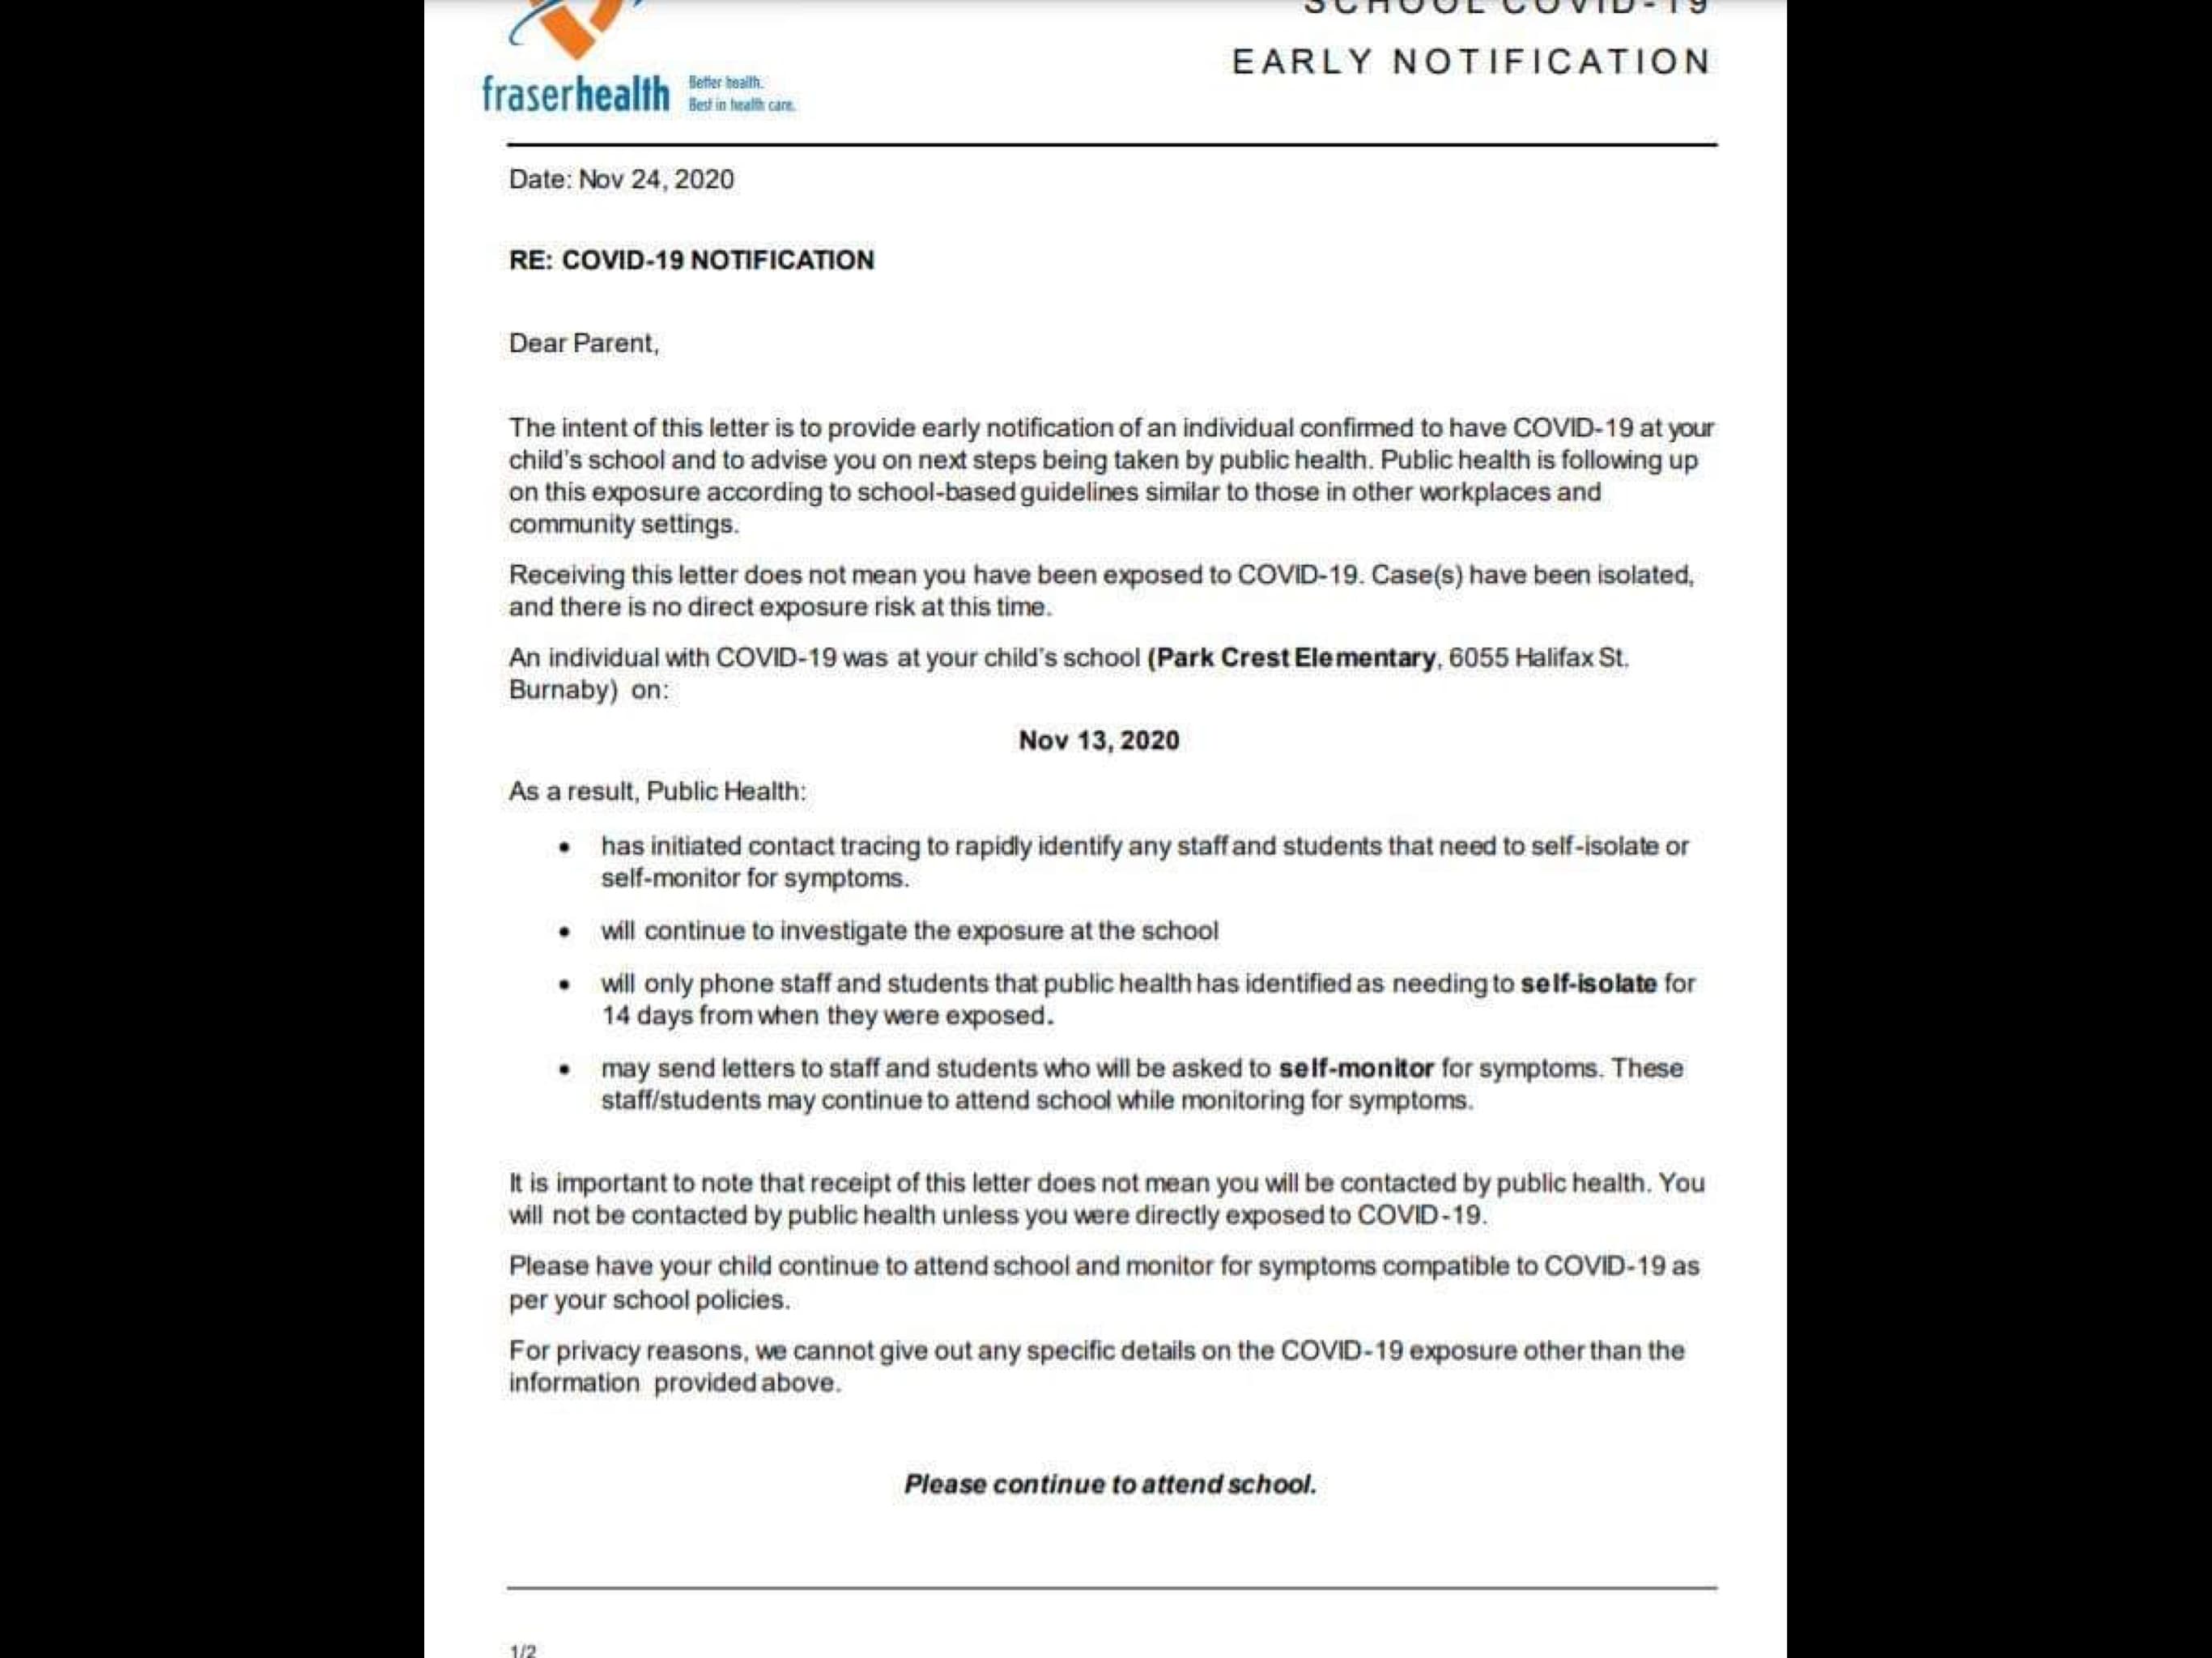 SCHOOL COVID-19
EARLY NOTIFICATION
fraserhealth
Better health.
Best in health care.
Date: Nov 24, 2020
RE: COVID-19 NOTIFICATION
Dear Parent,
The intent of this letter is to provide early notification of an individual confirmed to have COVID-19 at your
child's school and to advise you on next steps being taken by public health. Public health is following up
on this exposure according to school-based guidelines similar to those in other workplaces and
community settings.
Receiving this letter does not mean you have been exposed to COVID-19. Case(s) have been isolated,
and there is no direct exposure risk at this time.
An individual with COVID-19 was at your child's school (Park Crest Elementary, 6055 Halifax St.
Burnaby) on:
Nov 13, 2020
As a result, Public Health:
• has initiated contact tracing to rapidly identify any staff and students that need to self-isolate or
self-monitor for symptoms.
• will continue to investigate the exposure at the school
• will only phone staff and students that public health has identified as needing to self-isolate for
14 days from when they were exposed.
• may send letters to staff and students who will be asked to self-monitor for symptoms. These
staff/students may continue to attend school while monitoring for symptoms.
It is important to note that receipt of this letter does not mean you will be contacted by public health. You
will not be contacted by public health unless you were directly exposed to COVID-19.
Please have your child continue to attend school and monitor for symptoms compatible to COVID-19 as
per your school policies.
For privacy reasons, we cannot give out any specific details on the COVID-19 exposure other than the
information provided above.
Please continue to attend school.
1/2